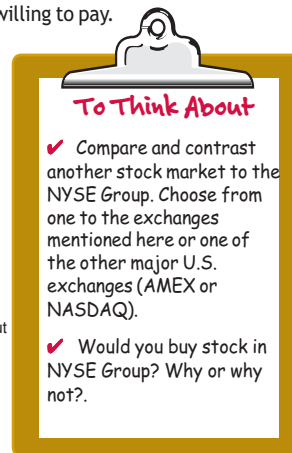 willing to pay.
To Think About
✔ Compare and contrast
another stock market to the
NYSE Group. Choose from
one to the exchanges
mentioned here or one of
the other major U.S.
exchanges (AMEX or
NASDAQ).
✔ Would you buy stock in
NYSE Group? Why or why
not?.